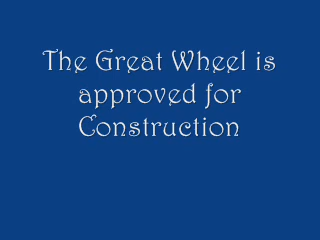 The Great Wheel is
approved for
Construction